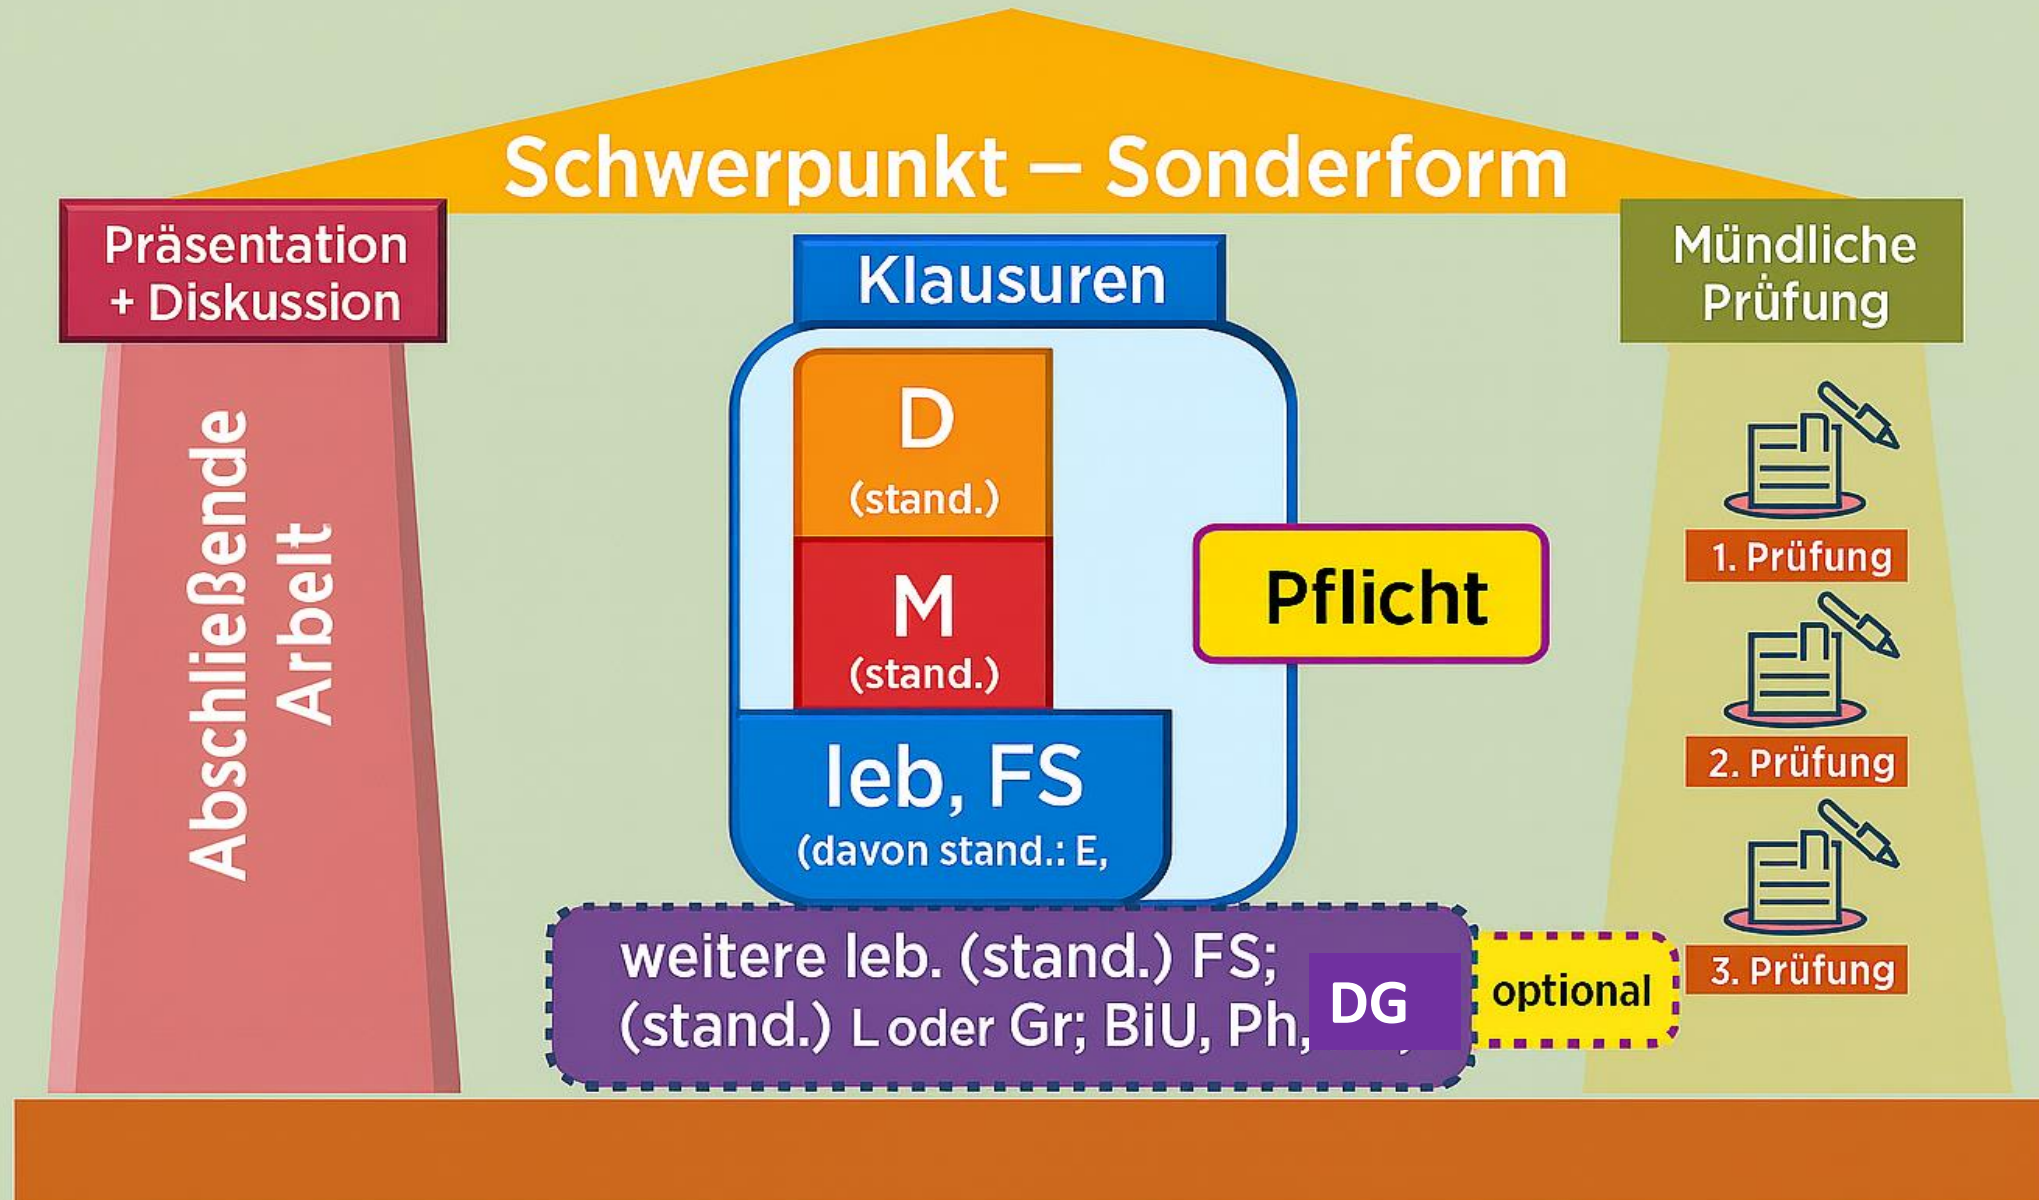 Schwerpunkt – Sonderform
Präsentation
+ Diskussion
Abschließende
Arbeit
Klausuren
D
(stand.)
M
(stand.)
leb, FS
(davon stand.: E,
Pflicht
weitere leb. (stand.) FS;
(stand.) L oder Gr; BiU, Ph, DG
optional
Mündliche
Prüfung
1. Prüfung
2. Prüfung
3. Prüfung